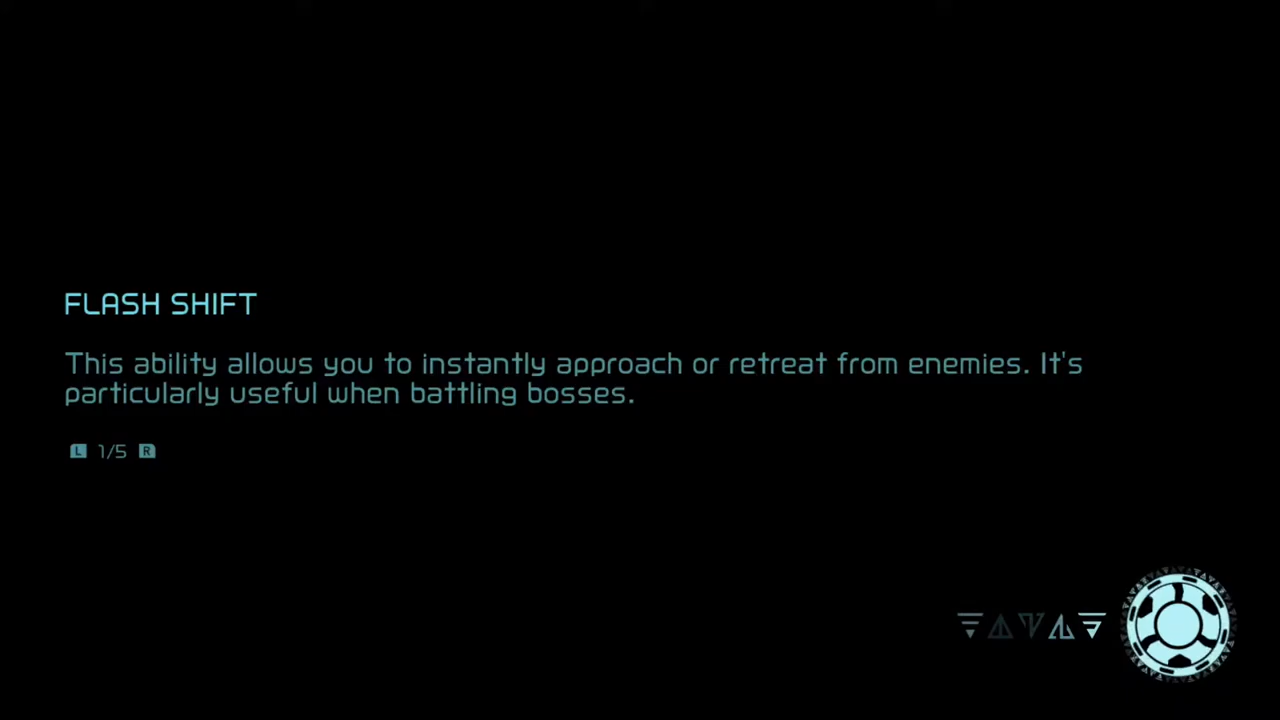 FLASH SHIFT
This ability allows you to instantly approach or retreat from enemies. It's
particularly useful when battling bosses.
L 1/5 R